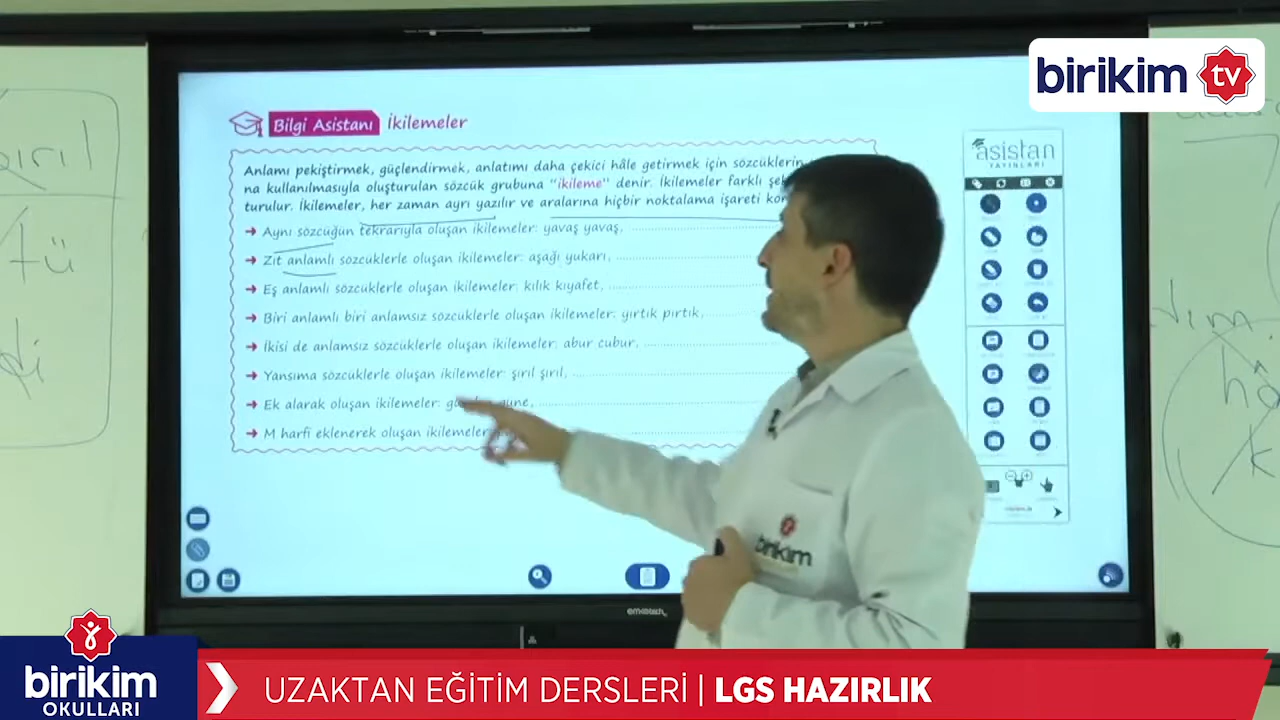 birikim tv
Bilgi Asistanı İkilemeler
Anlamı pekiştirmek, güçlendirmek, anlatımı daha çekici hâle getirmek için sözcüklerin
na kullanılmasıyla oluşturulan sözcük grubuna "ikileme" denir. İkilemeler farklı
turulur. İkilemeler, her zaman ayrı yazılır ve aralarına hiçbir noktalama işareti
➜ Aynı sözcüğün tekrarıyla oluşan ikilemeler: yavaş yavaş,
➜ Zıt anlamlı sözcüklerle oluşan ikilemeler: aşağı yukarı,
➜ Eş anlamlı sözcüklerle oluşan ikilemeler: kılık kıyafet,
➜ Biri anlamlı biri anlamsız sözcüklerle oluşan ikilemeler: yırtık pırtık,
➜ İkisi de anlamsız sözcüklerle oluşan ikilemeler: abur cubur,
➜ Yansıma sözcüklerle oluşan ikilemeler: şırıl şırıl,
➜ Ek alarak oluşan ikilemeler: güne,
➜ M harfi eklenerek oluşan ikilemeler
asistan
YAYINLARI
birikim
birikim
OKULLARI
UZAKTAN EĞİTİM DERSLERİ | LGS HAZIRLIK